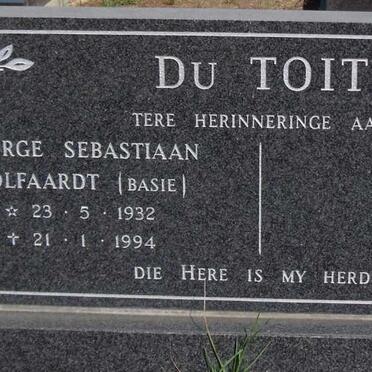 DU TOIT
TERE HERINNERINGE AA
RGE SEBASTIAAN
OLFAARDT (BASIE)
☆ 23 · 5 · 1932
✝ 21 · 1 · 1994
DIE HERE IS MY HERD